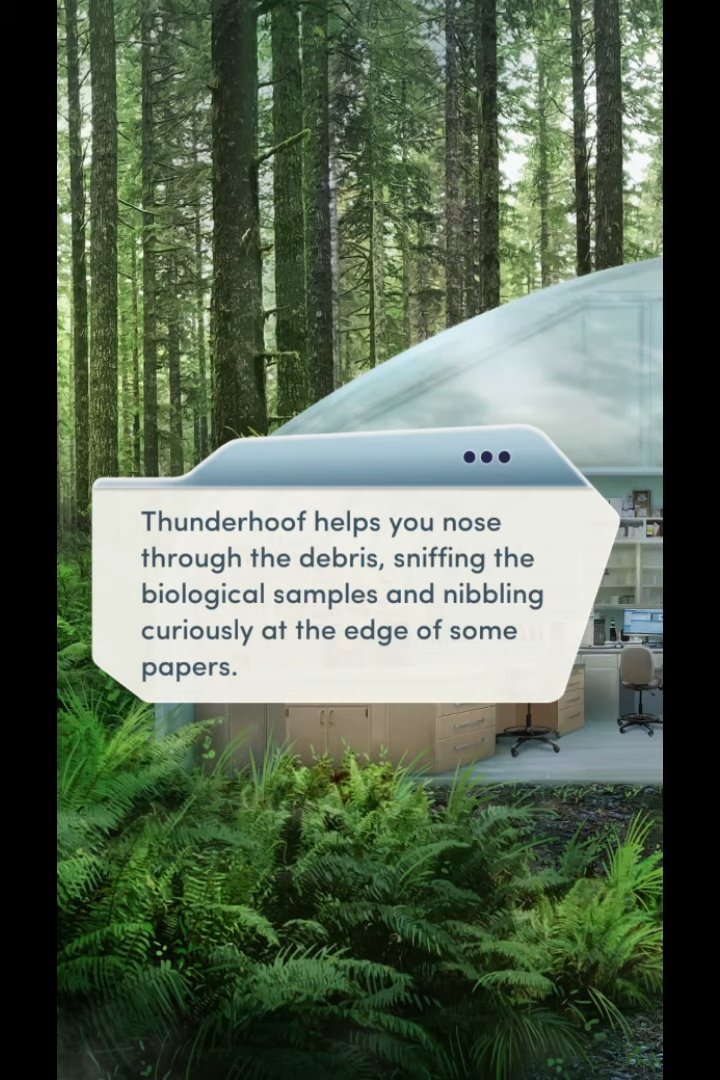 Thunderhoof helps you nose
through the debris, sniffing the
biological samples and nibbling
curiously at the edge of some
papers.